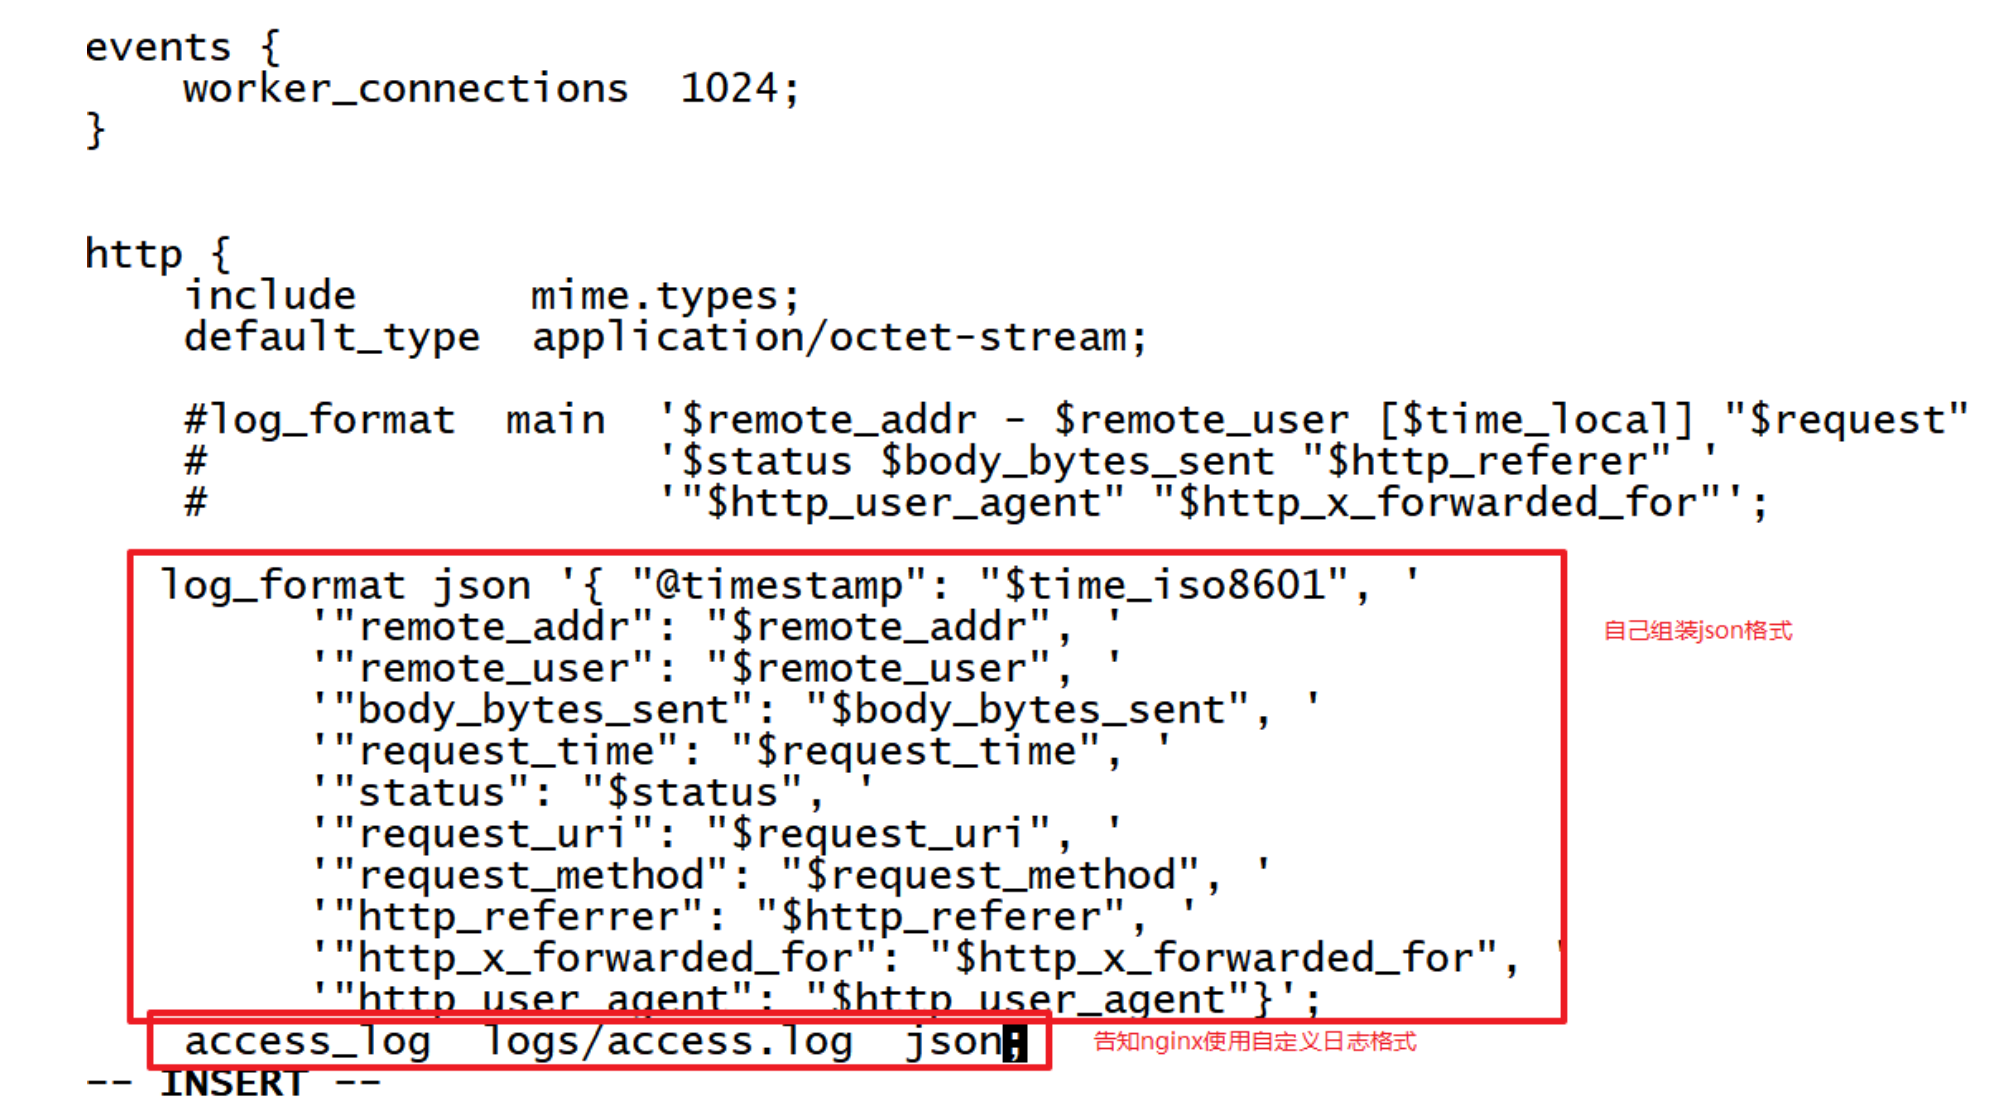 events {
    worker_connections  1024;
}
http {
    include       mime.types;
    default_type  application/octet-stream;
    #log_format  main  '$remote_addr - $remote_user [$time_local] "$request"
    #                  '$status $body_bytes_sent "$http_referer" '
    #                  '"$http_user_agent" "$http_x_forwarded_for"';
   log_format json '{ "@timestamp": "$time_iso8601", '
         '"remote_addr": "$remote_addr", '
自己组装json格式
         '"remote_user": "$remote_user", '
         '"body_bytes_sent": "$body_bytes_sent", '
         '"request_time": "$request_time", '
         '"status": "$status", '
         '"request_uri": "$request_uri", '
         '"request_method": "$request_method", '
         '"http_referrer": "$http_referer", '
         '"http_x_forwarded_for": "$http_x_forwarded_for", '
         '"http_user_agent": "$http_user_agent"}';
    access_log  logs/access.log  json;
告知nginx使用自定义日志格式
-- INSERT --